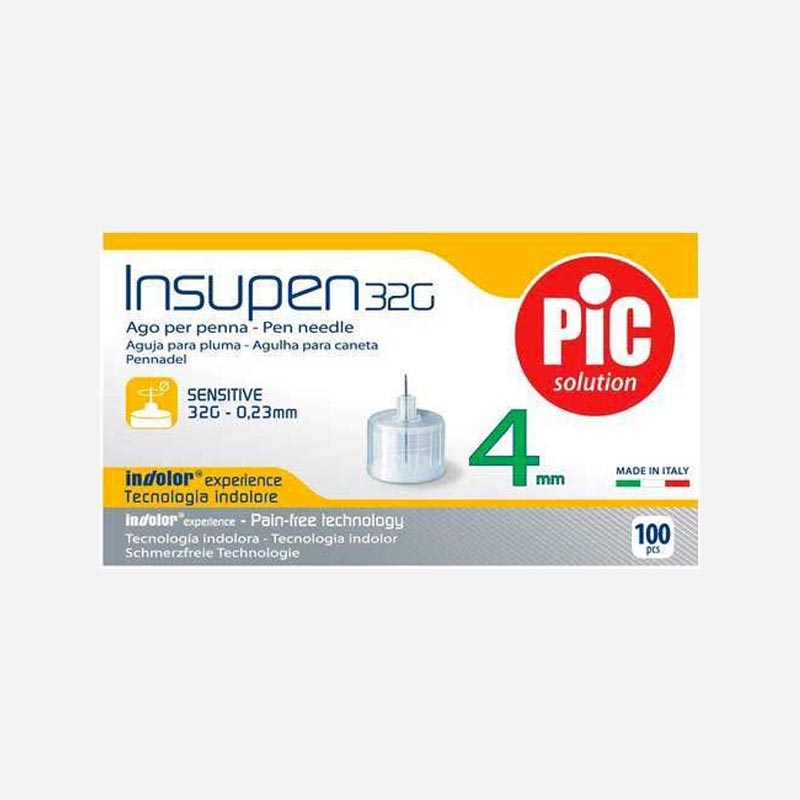 Insupen 32G
Ago per penna - Pen needle
Aguja para pluma - Agulha para caneta
Pennadel
SENSITIVE
32G - 0,23mm
PiC
solution
4 mm
MADE IN ITALY
indolor® experience
Tecnologia indolore
indolor® experience - Pain-free technology
Tecnología indolora - Tecnologia indolor
Schmerzfreie Technologie
100
pcs